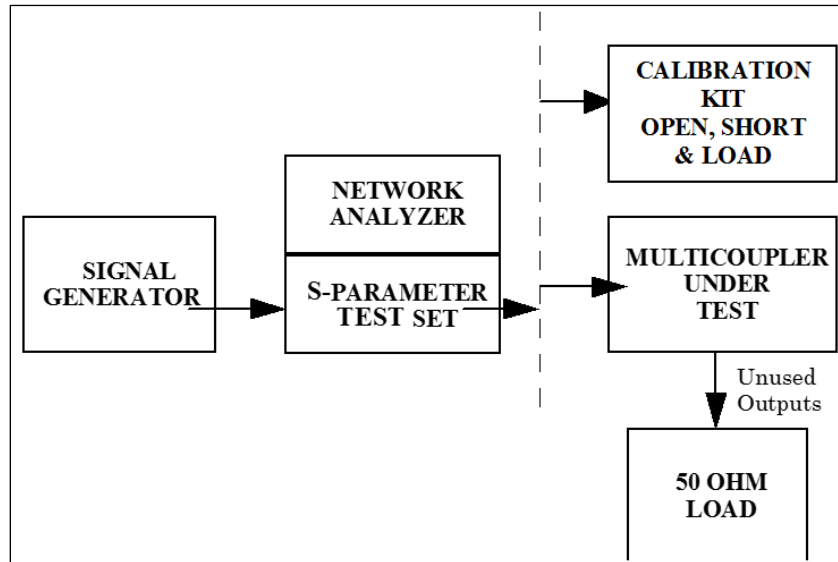 CALIBRATION
KIT
OPEN, SHORT
& LOAD
NETWORK
ANALYZER
SIGNAL
GENERATOR
S-PARAMETER
TEST SET
MULTICOUPLER
UNDER
TEST
Unused
Outputs
50 OHM
LOAD